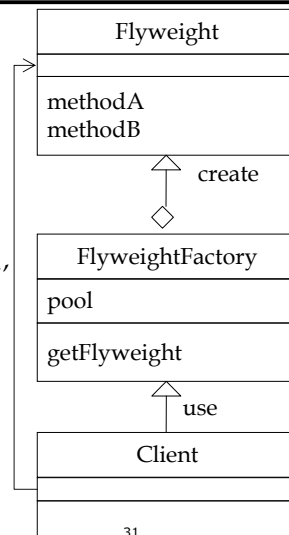 Flyweight
methodA
methodB
create
,
FlyweightFactory
pool
getFlyweight
use
Client
31